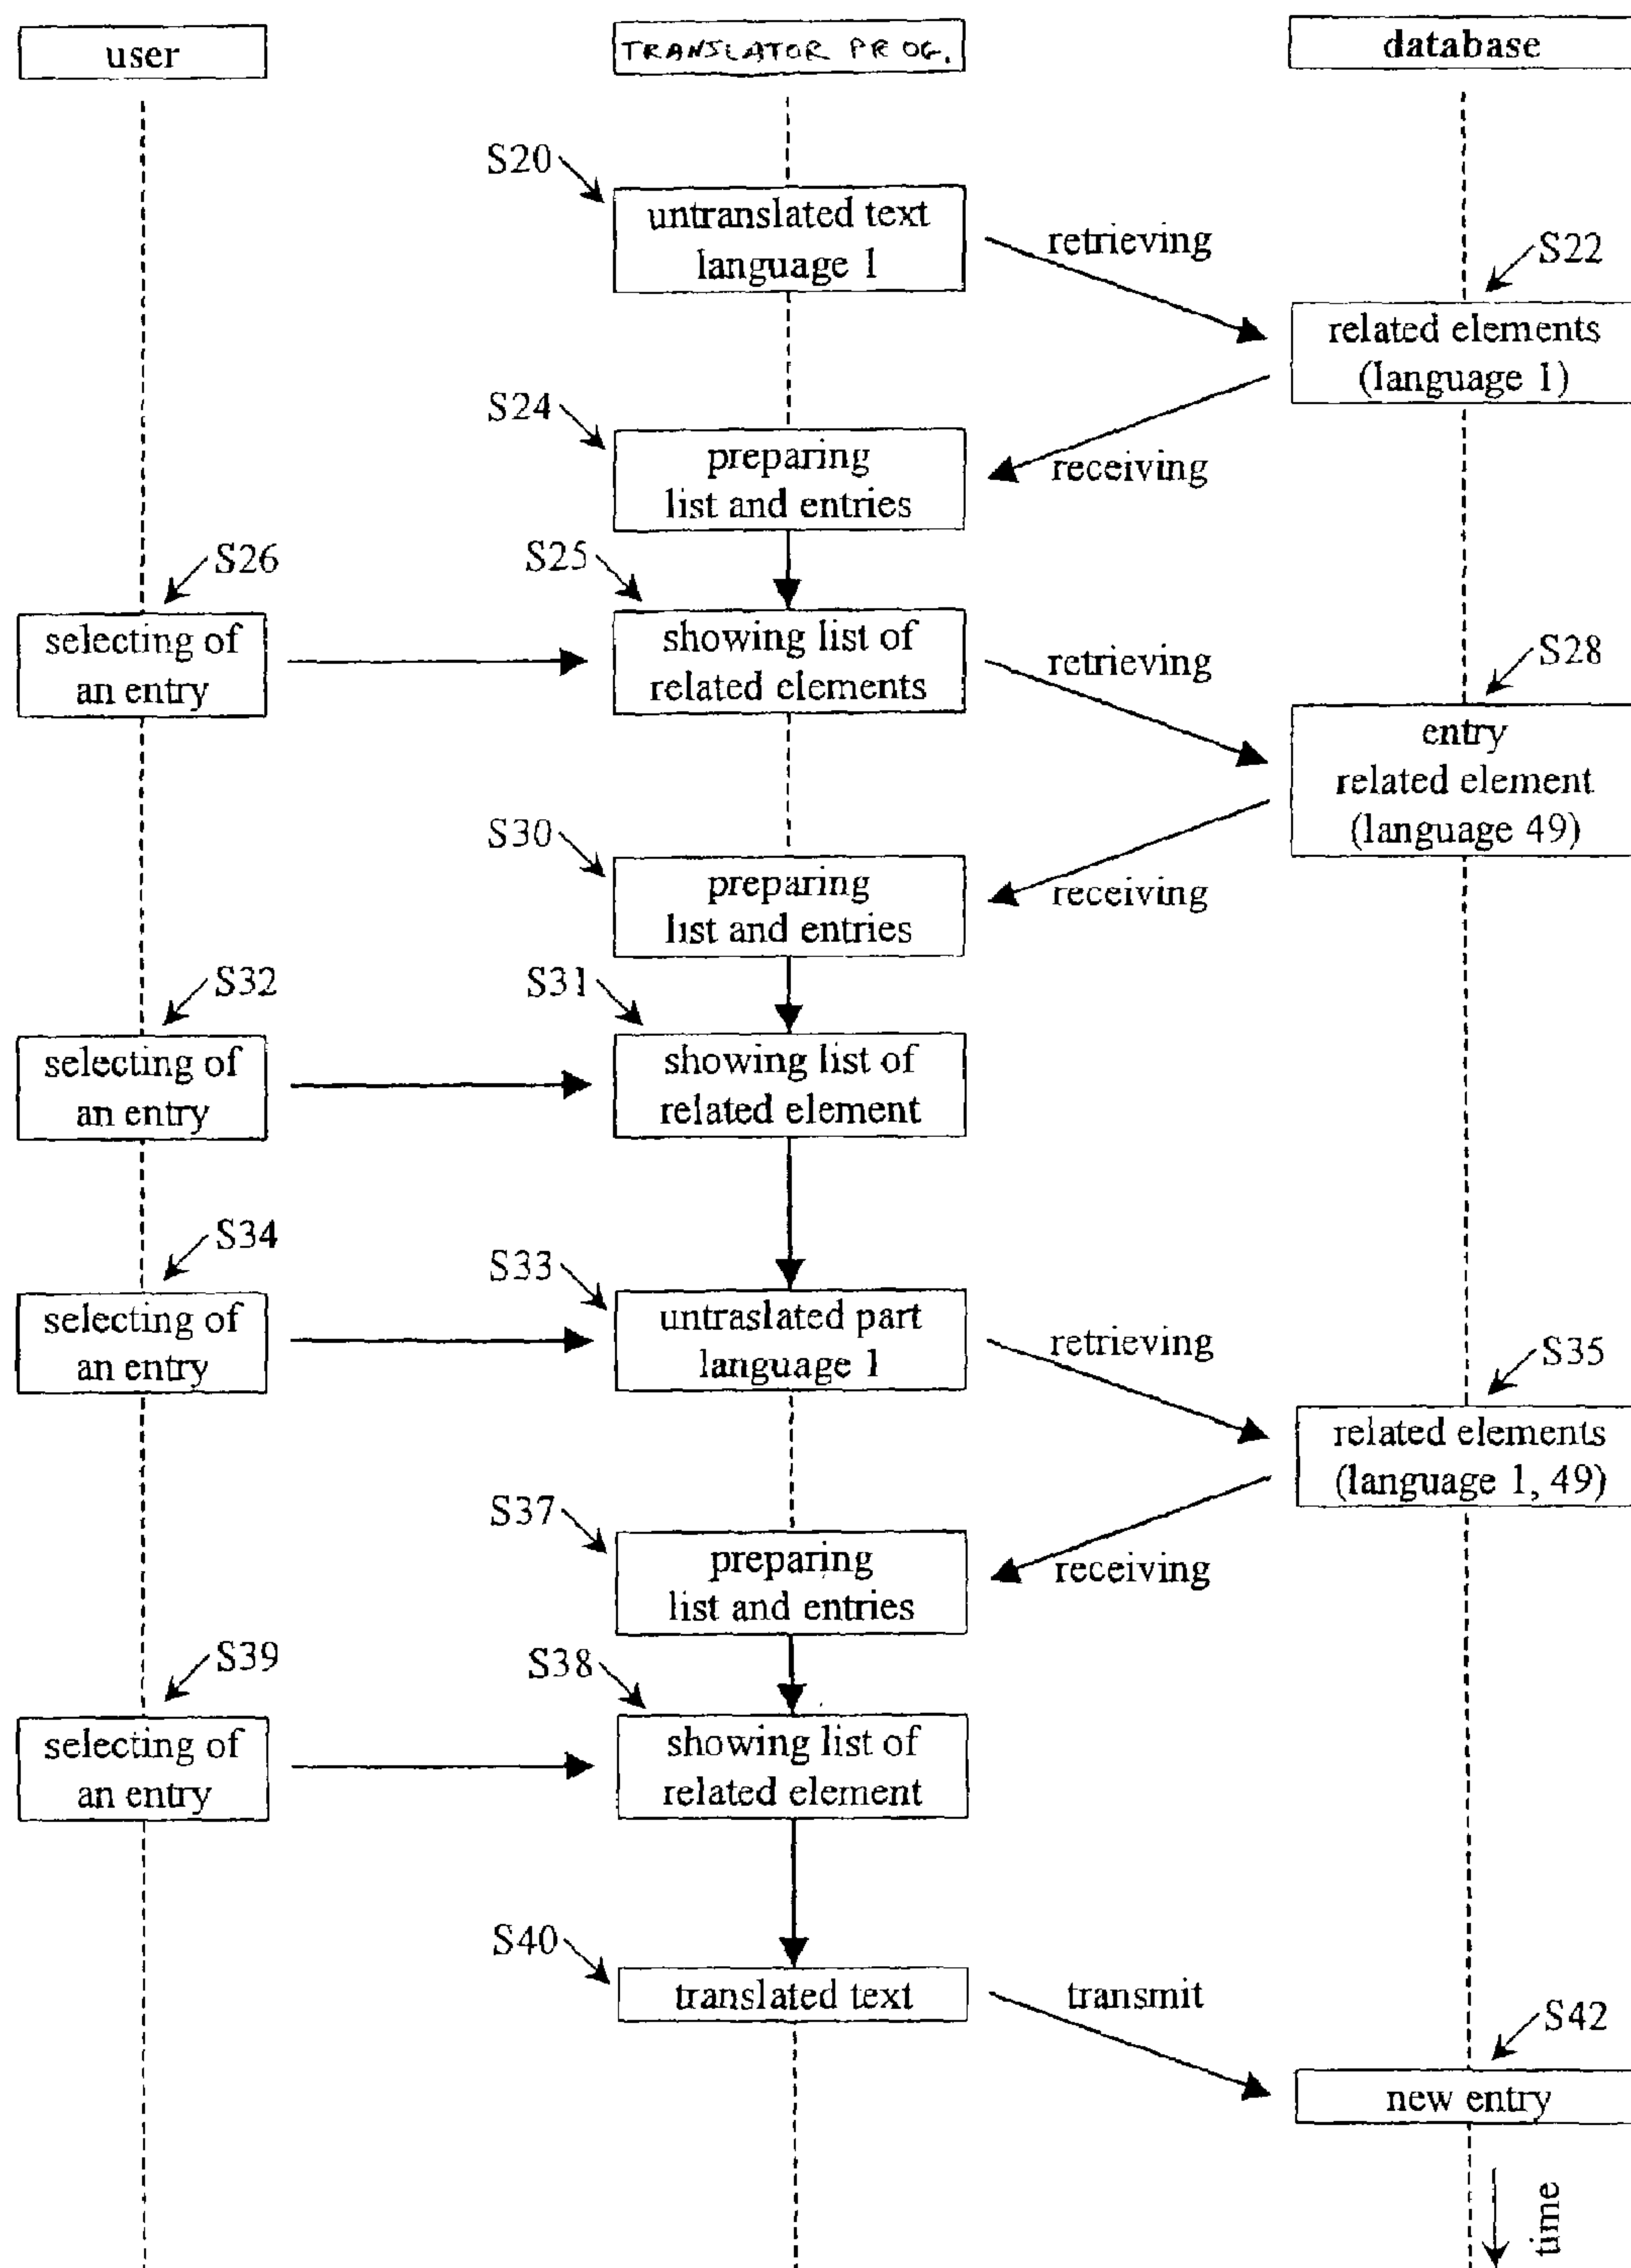 user
TRANSLATOR PROG.
database
S20
untranslated text
language 1
retrieving
S22
related elements
(language 1)
S24
preparing
list and entries
receiving
S26
S25
selecting of
an entry
showing list of
related elements
retrieving
S28
entry
related element
(language 49)
S30
preparing
list and entries
receiving
S32
S31
selecting of
an entry
showing list of
related element
S34
S33
selecting of
an entry
untraslated part
language 1
retrieving
S35
related elements
(language 1, 49)
S37
preparing
list and entries
receiving
S39
S38
selecting of
an entry
showing list of
related element
S40
translated text
transmit
S42
new entry
time